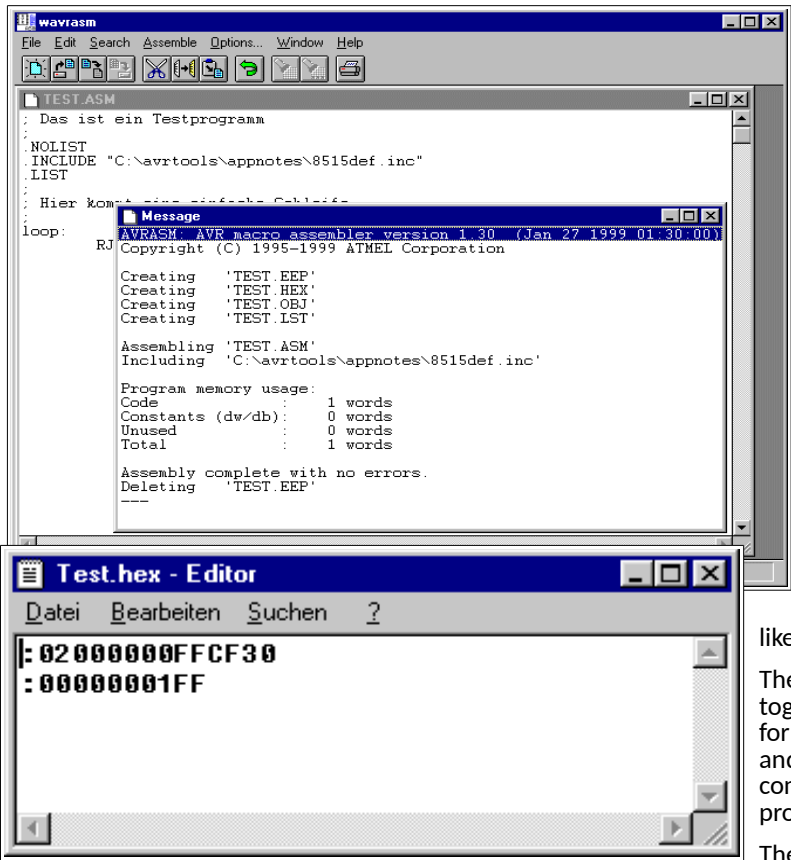 wavrasm
File Edit Search Assemble Options... Window Help
TEST.ASM
; Das ist ein Testprogramm
;
.NOLIST
.INCLUDE "C:\avrtools\appnotes\8515def.inc"
.LIST
;
; Hier kommt eine einfache Schleife
;
loop:
RJ
Message
AVRASM: AVR macro assembler version 1.30 (Jan 27 1999 01:30:00)
Copyright (C) 1995-1999 ATMEL Corporation
Creating 'TEST.EEP'
Creating 'TEST.HEX'
Creating 'TEST.OBJ'
Creating 'TEST.LST'
Assembling 'TEST.ASM'
Including 'C:\avrtools\appnotes\8515def.inc'
Program memory usage:
Code : 1 words
Constants (dw/db): 0 words
Unused : 0 words
Total : 1 words
Assembly complete with no errors.
Deleting 'TEST.EEP'
---
Test.hex - Editor
Datei Bearbeiten Suchen ?
:02000000FFCF30
:00000001FF
like
The
tog
for
and
con
pro
The